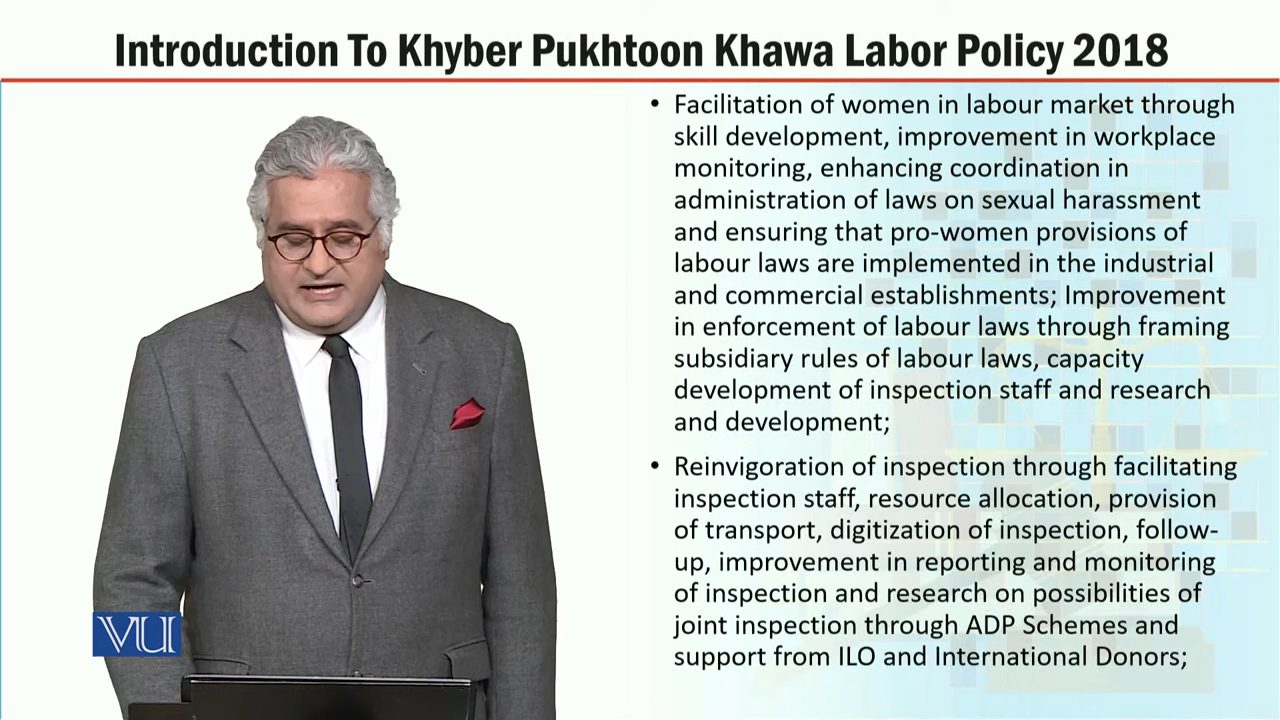 Introduction To Khyber Pukhtoon Khawa Labor Policy 2018
• Facilitation of women in labour market through
skill development, improvement in workplace
monitoring, enhancing coordination in
administration of laws on sexual harassment
and ensuring that pro-women provisions of
labour laws are implemented in the industrial
and commercial establishments; Improvement
in enforcement of labour laws through framing
subsidiary rules of labour laws, capacity
development of inspection staff and research
and development;
• Reinvigoration of inspection through facilitating
inspection staff, resource allocation, provision
of transport, digitization of inspection, follow-
up, improvement in reporting and monitoring
of inspection and research on possibilities of
joint inspection through ADP Schemes and
support from ILO and International Donors;
VU